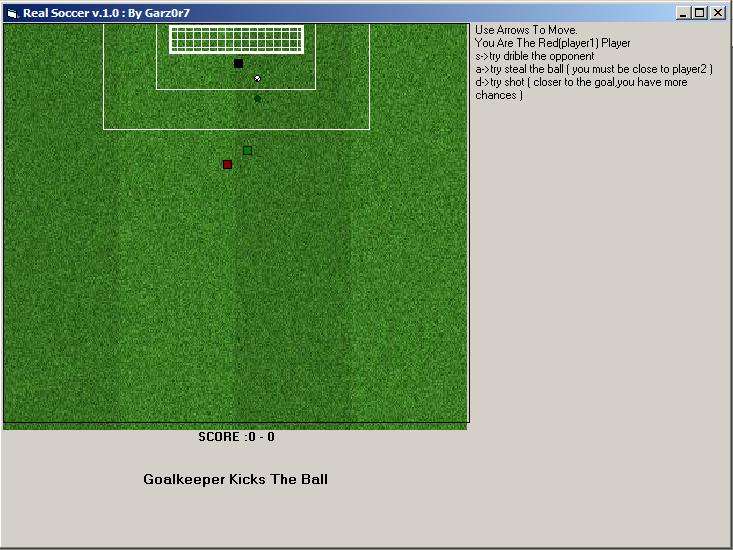 Real Soccer v.1.0 : By Garz0r7
Use Arrows To Move.
You Are The Red(player1) Player
s->try drible the opponent
a->try steal the ball ( you must be close to player2 )
d->try shot ( closer to the goal,you have more
chances )
SCORE :0 - 0
Goalkeeper Kicks The Ball